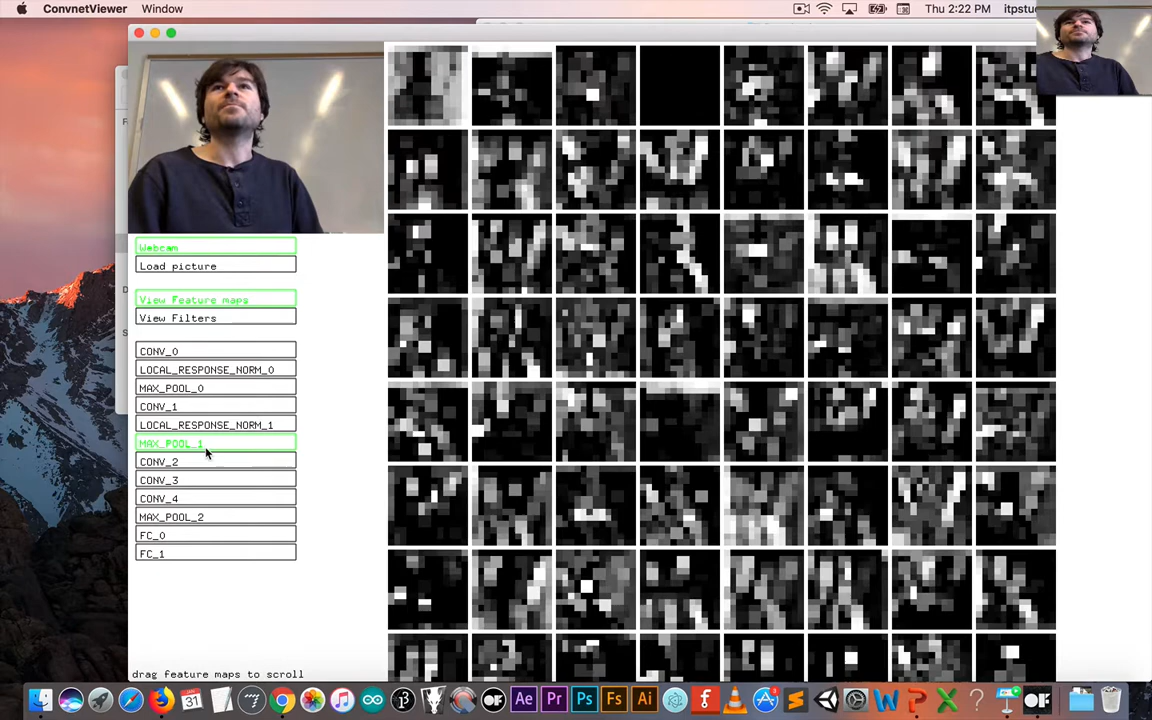 ConvnetViewer Window Thu 2:22 PM itpstu
Webcam
Load picture
View Feature maps
View Filters
CONV_0
LOCAL_RESPONSE_NORM_0
MAX_POOL_0
CONV_1
LOCAL_RESPONSE_NORM_1
MAX_POOL_1
CONV_2
CONV_3
CONV_4
MAX_POOL_2
FC_0
FC_1
drag feature maps to scroll